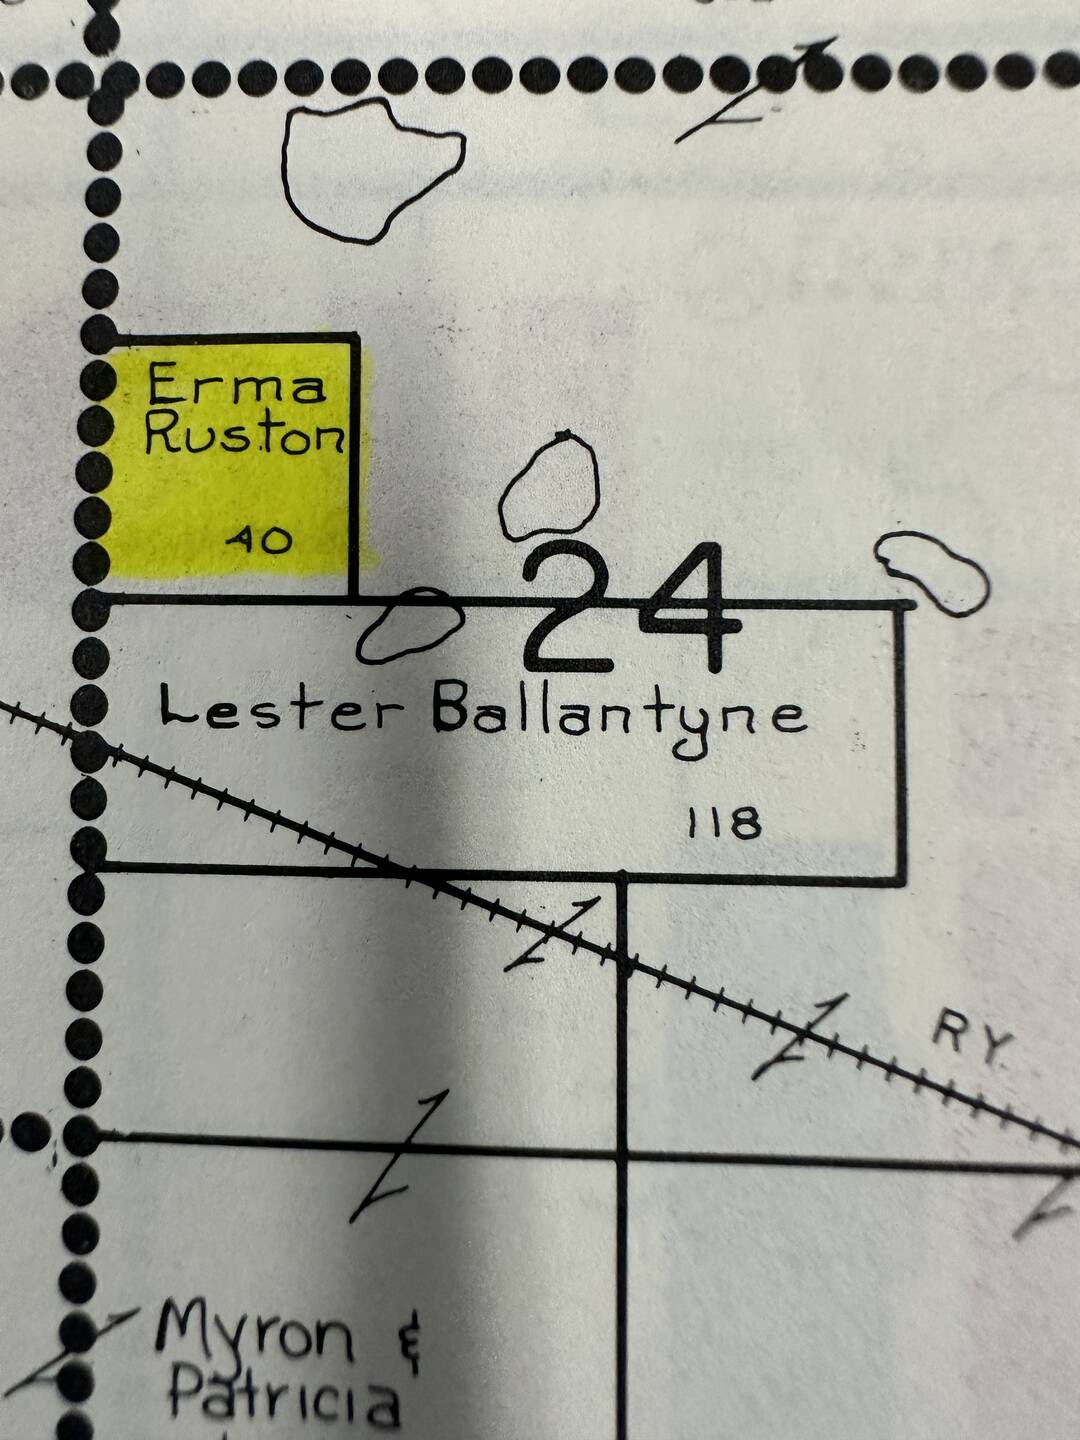 Erma
Ruston
40
24
Lester Ballantyne
118
RY.
Myron &
Patricia